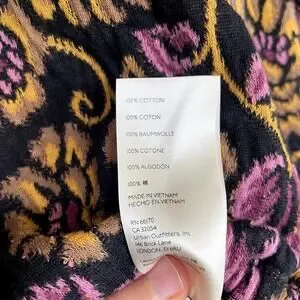 100% COTTON
100% COTON
100% BAUMWOLLE
100% COTONE
100% ALGODÓN
100% 棉
MADE IN VIETNAM
HECHO EN VIETNAM
RN 66170
CA 32054
Urban Outfitters, Inc
146 Brick Lane
LONDON, E1 6RU